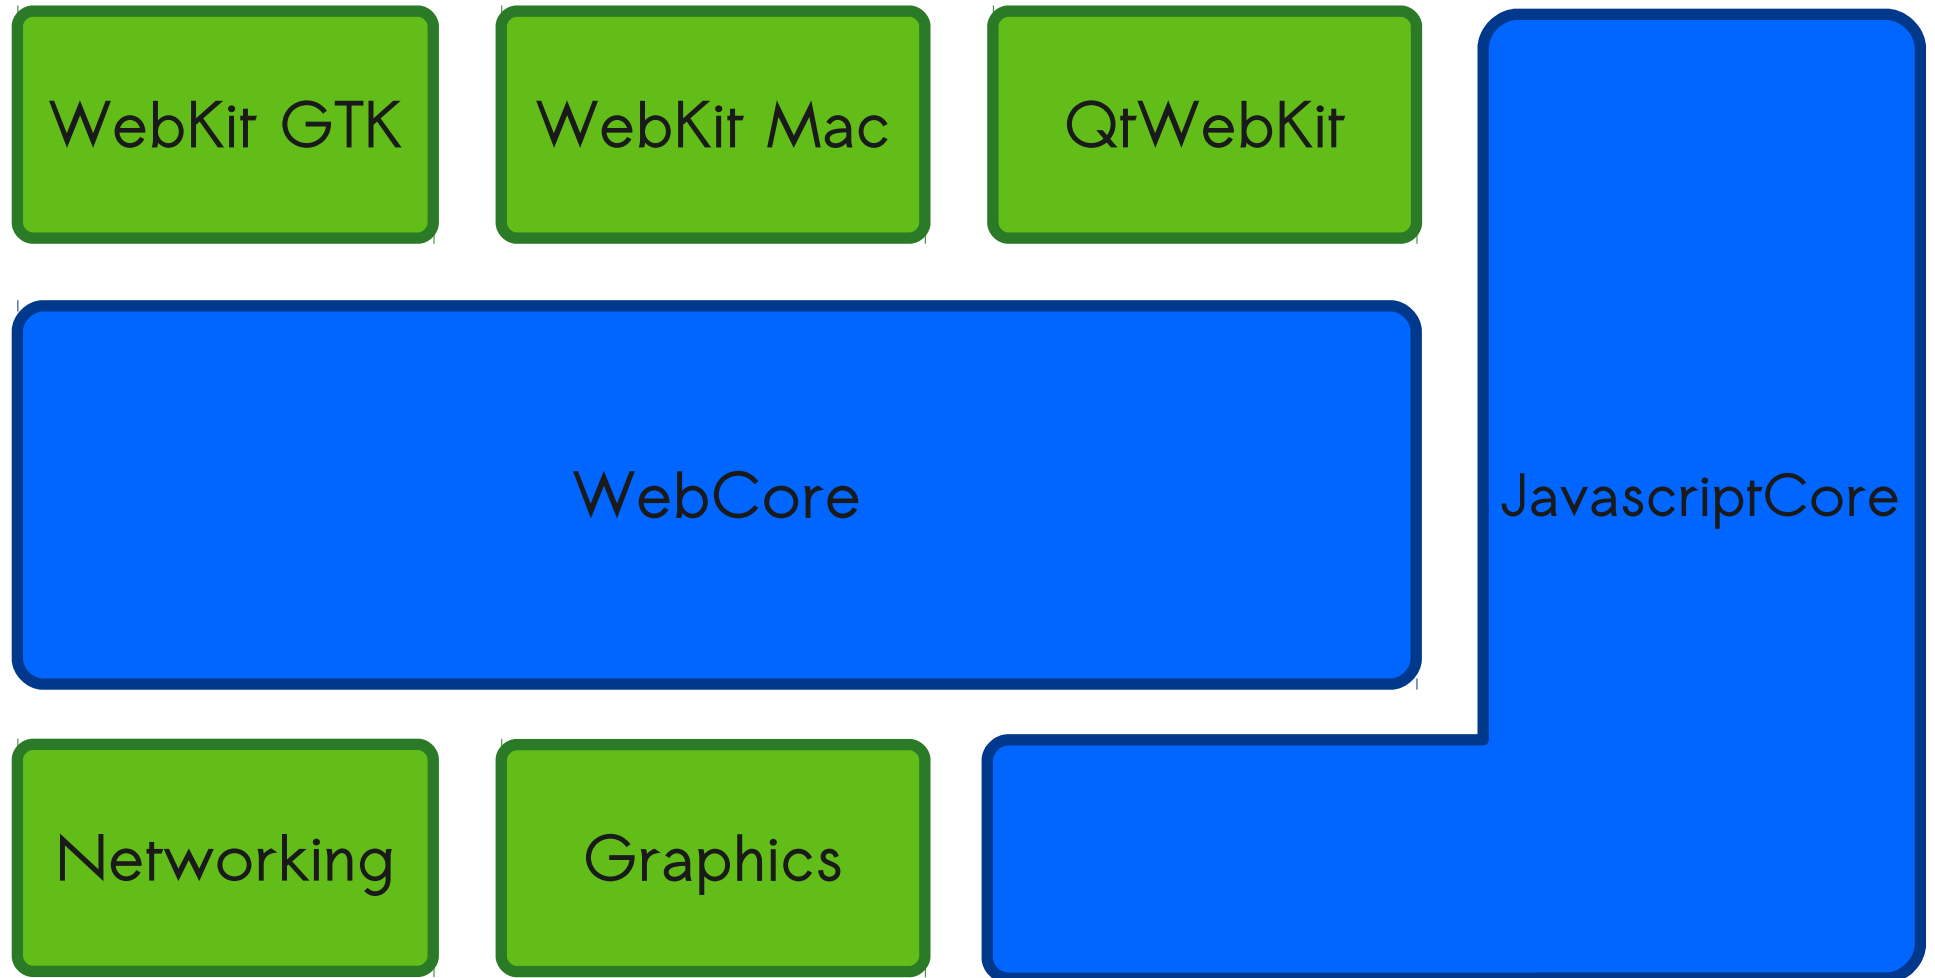 WebKit GTK
WebKit Mac
QtWebKit
WebCore
JavascriptCore
Networking
Graphics